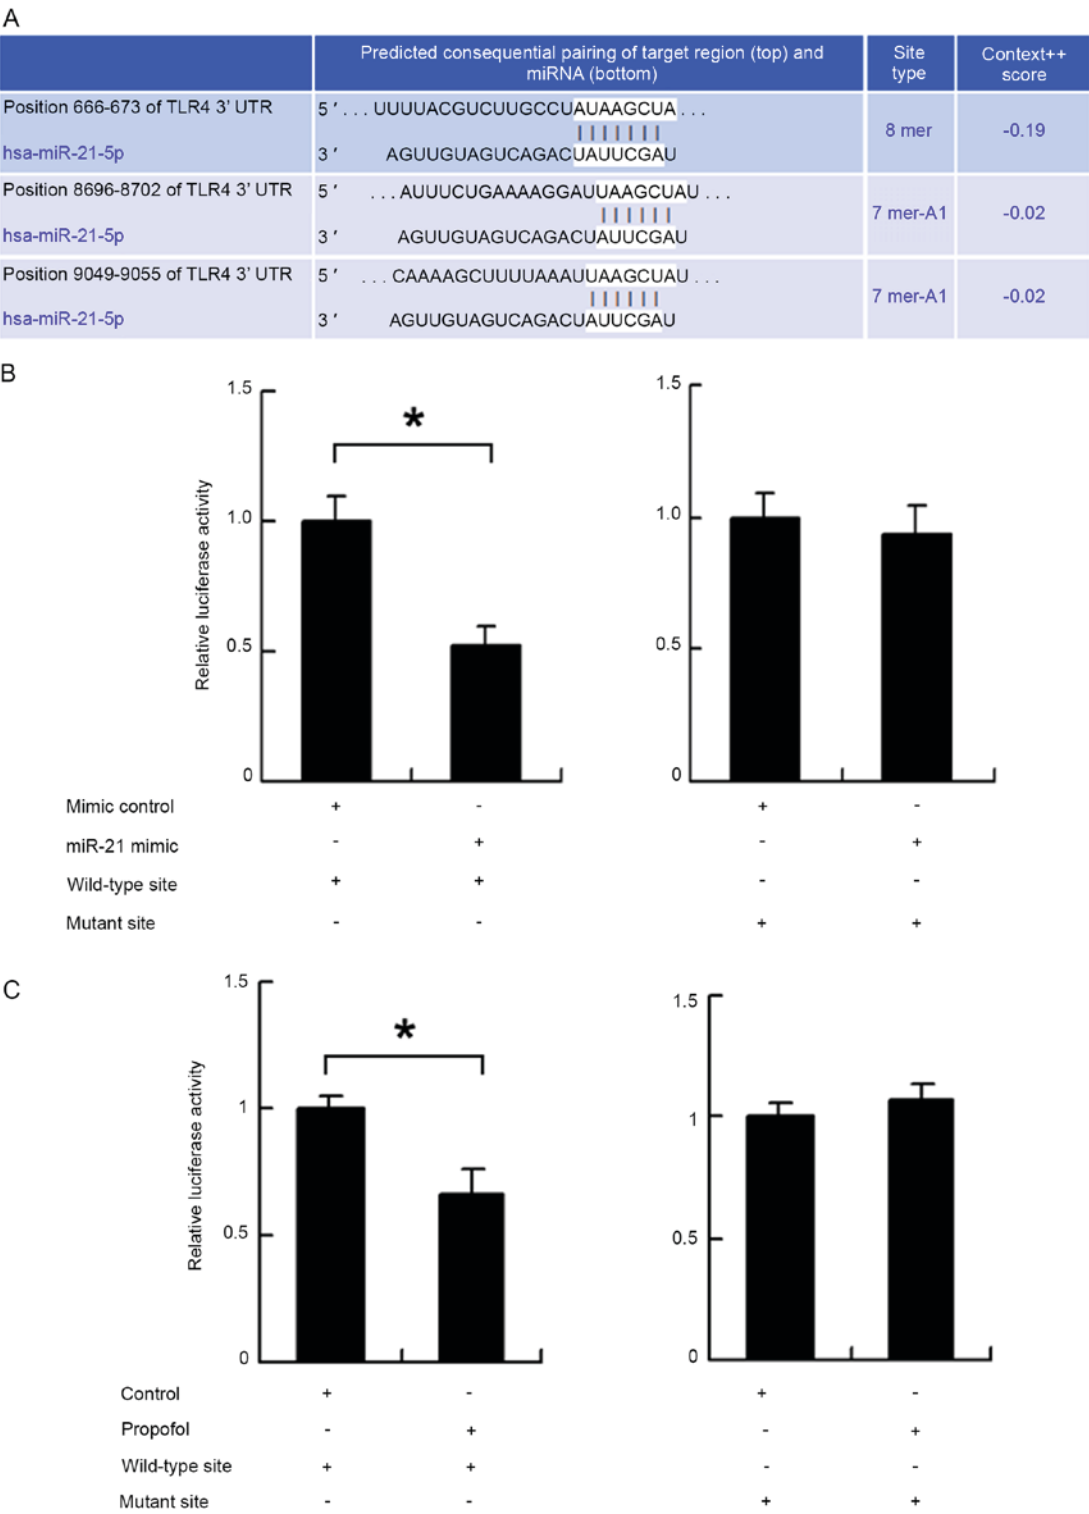 A
Predicted consequential pairing of target region (top) and
miRNA (bottom)
Site
type
Context++
score
Position 666-673 of TLR4 3' UTR
5 ′ . . . UUUUACGUCUUGCCUAUAAGCUA . . .
hsa-miR-21-5p
3 ′ AGUUGUAGUCAGACUAUUCGAU
8 mer
-0.19
Position 8696-8702 of TLR4 3' UTR
5 ′ . . . AUUUCUGAAAAGGAUUAAGCUAU . . .
hsa-miR-21-5p
3 ′ AGUUGUAGUCAGACUAUUCGAU
7 mer-A1
-0.02
Position 9049-9055 of TLR4 3' UTR
5 ′ . . . CAAAAGCUUUUAAAUUAAGCUAU . . .
hsa-miR-21-5p
3 ′ AGUUGUAGUCAGACUAUUCGAU
7 mer-A1
-0.02
B
Relative luciferase activity
1.5
1.0
0.5
0
*
1.5
1.0
0.5
0
Mimic control + - + -
miR-21 mimic - + - +
Wild-type site + + - -
Mutant site - - + +
C
Relative luciferase activity
1.5
1
0.5
0
*
1.5
1
0.5
0
Control + - + -
Propofol - + - +
Wild-type site + + - -
Mutant site - - + +